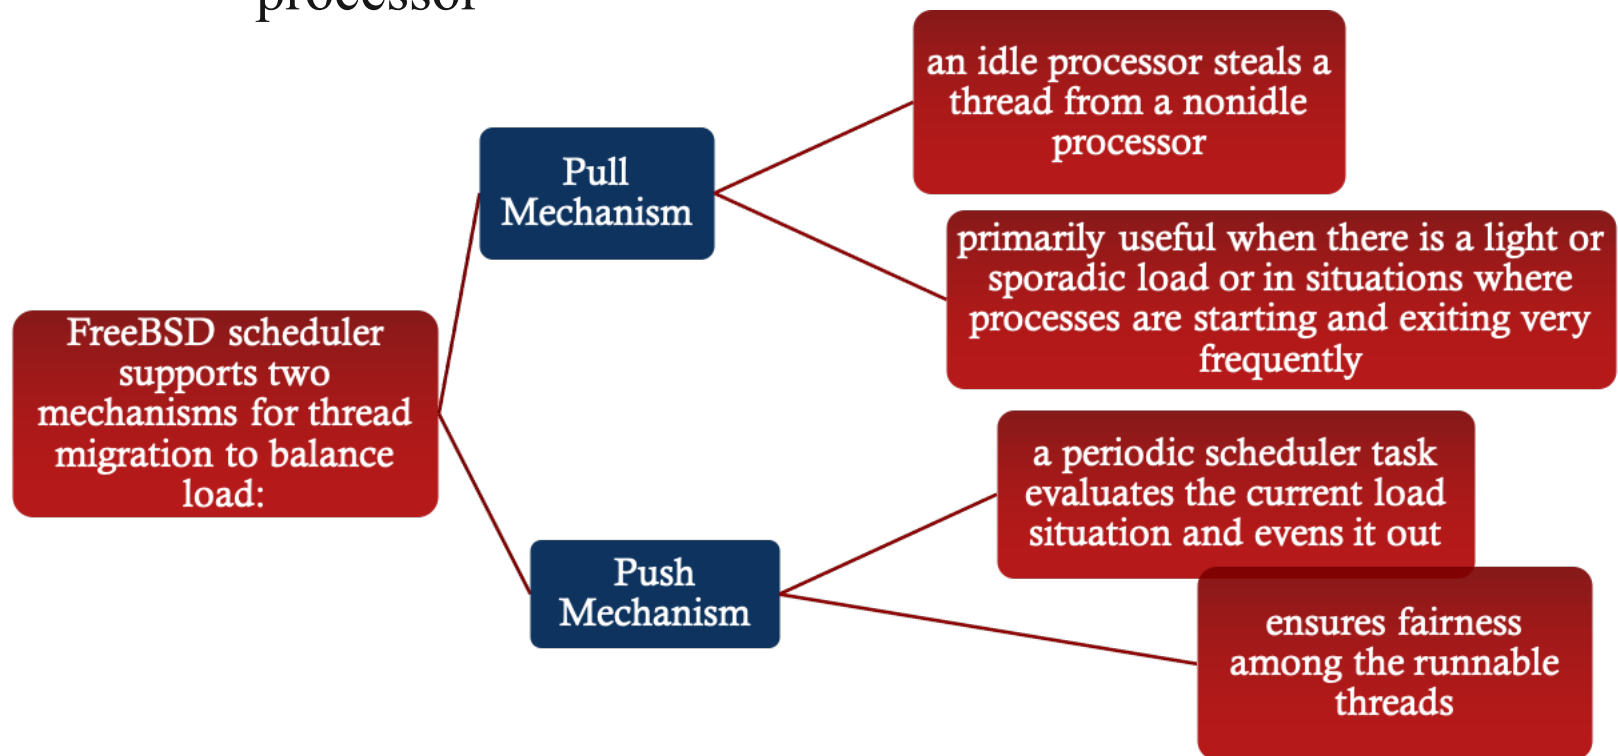 processor
FreeBSD scheduler
supports two
mechanisms for thread
migration to balance
load:
Pull
Mechanism
an idle processor steals a
thread from a nonidle
processor
primarily useful when there is a light or
sporadic load or in situations where
processes are starting and exiting very
frequently
Push
Mechanism
a periodic scheduler task
evaluates the current load
situation and evens it out
ensures fairness
among the runnable
threads